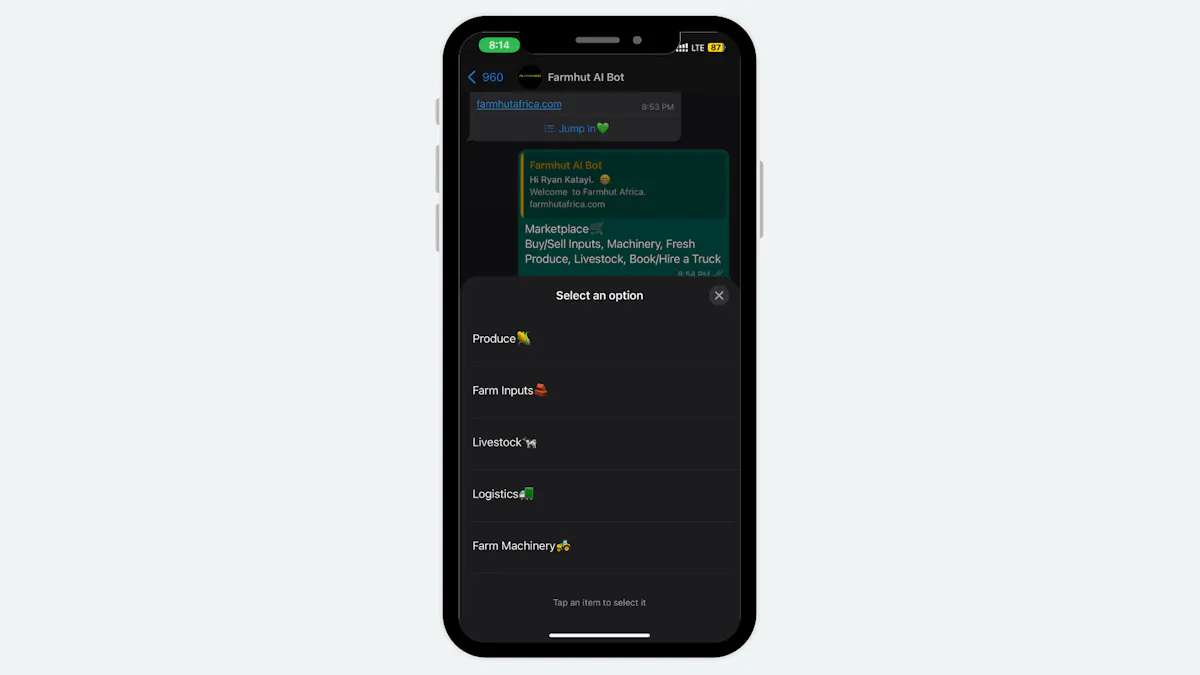 8:14 LTE 87
960 Farmhut AI Bot
farmhutafrica.com
8:53 PM
Jump in💚
Farmhut AI Bot
Hi Ryan Katayi. 😁
Welcome to Farmhut Africa.
farmhutafrica.com
Marketplace🛒
Buy/Sell Inputs, Machinery, Fresh
Produce, Livestock, Book/Hire a Truck
8:54 PM
Select an option
Produce🌽
Farm Inputs
Livestock🐄
Logistics🚛
Farm Machinery🚜
Tap an item to select it